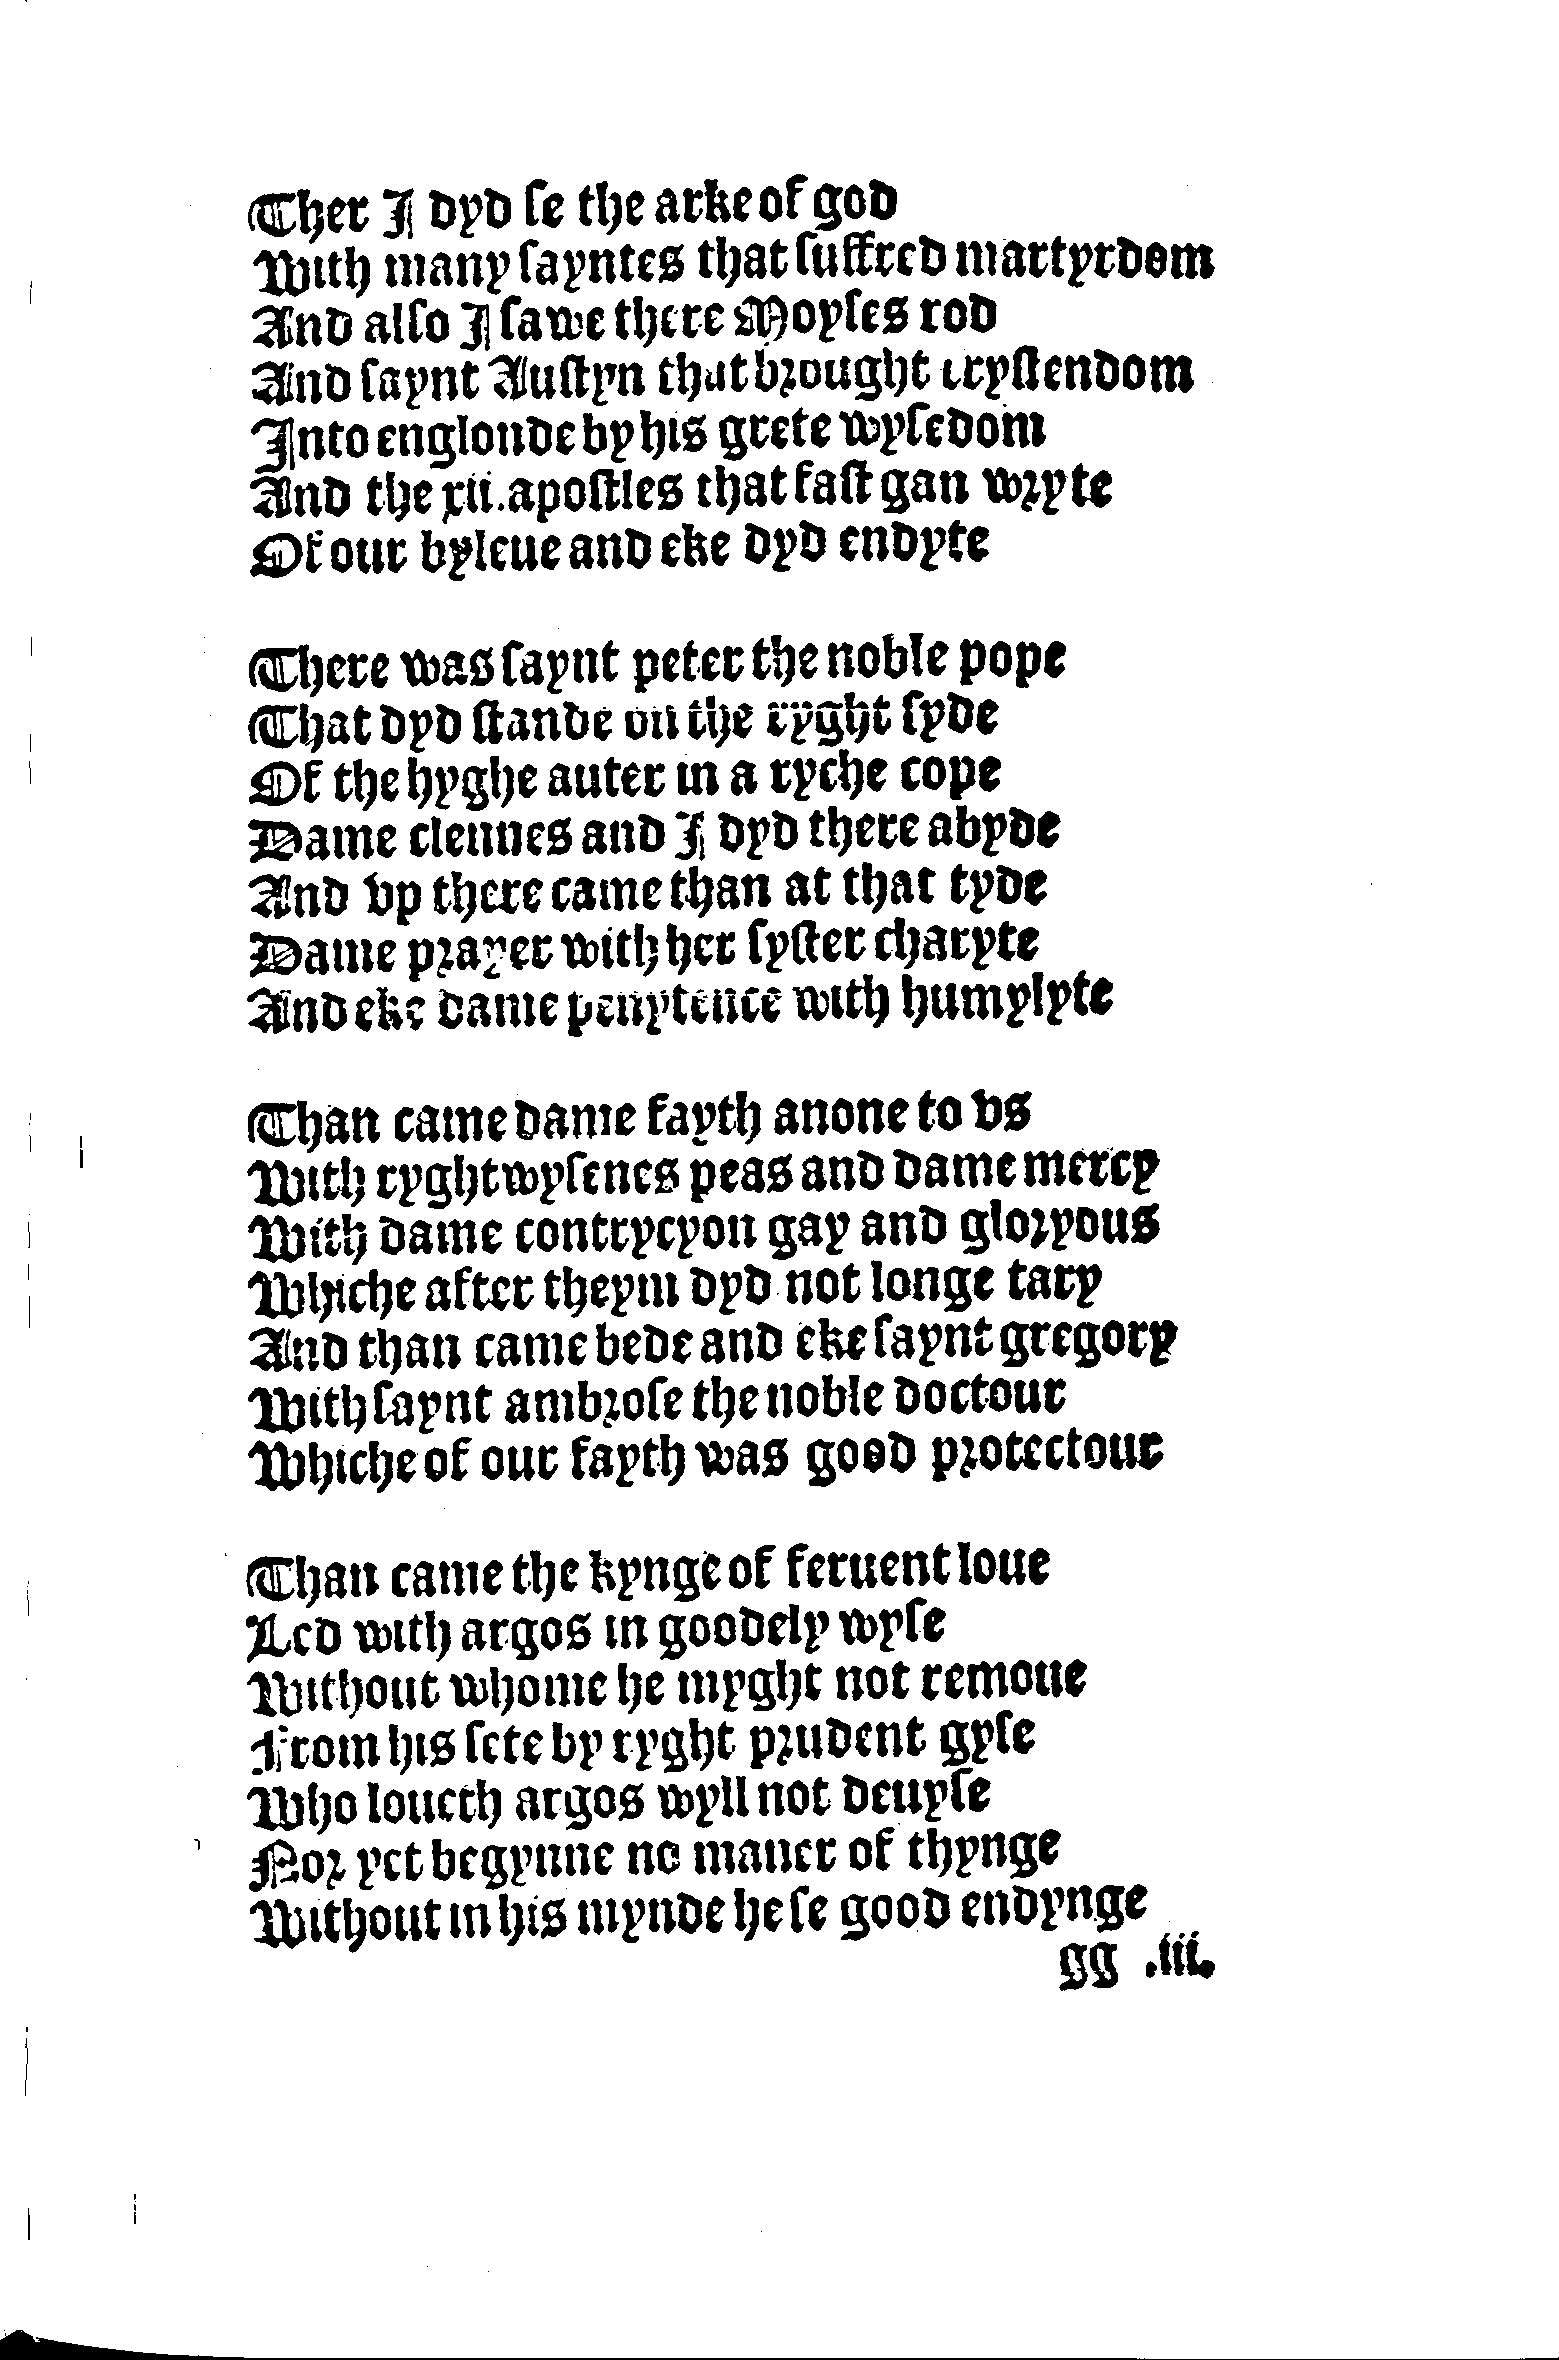 Ther I dyd se the arke of god
With many sayntes that suffred martyrdom
And also I sawe there Moyses rod
And saynt Austyn that brought crystendom
Into englonde by his grete wysedom
And the xii. apostles that fast gan wryte
Of our byleue and eke dyd endyte
There was saynt peter the noble pope
That dyd stande on the ryght syde
Of the hyghe auter in a ryche cope
Dame clennes and I dyd there abyde
And vp there came than at that tyde
Dame prayer with her syster charyte
And eke dame penytence with humylyte
Than came dame fayth anone to vs
With ryghtwysenes peas and dame mercy
With dame contrycyon gay and gloryous
Whiche after theym dyd not longe tary
And than came bede and eke saynt gregory
With saynt ambrose the noble doctour
Whiche of our fayth was good protectour
Than came the kynge of feruent loue
Led with argos in goodely wyse
Without whome he myght not remoue
From his sete by ryght prudent gyse
Who loueth argos wyll not deuyse
Nor yet begynne no maner of thynge
Without in his mynde he se good endynge
gg .iii.